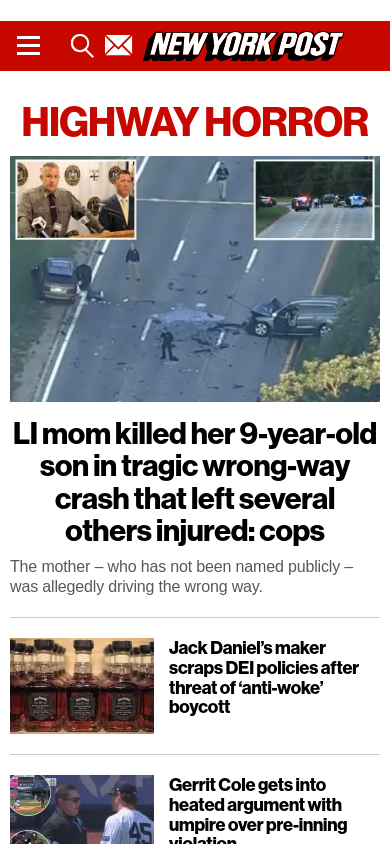 NEW YORK POST
HIGHWAY HORROR
LI mom killed her 9-year-old
son in tragic wrong-way
crash that left several
others injured: cops
The mother – who has not been named publicly –
was allegedly driving the wrong way.
Jack Daniel’s maker
scraps DEI policies after
threat of ‘anti-woke’
boycott
45
Gerrit Cole gets into
heated argument with
umpire over pre-inning
violation